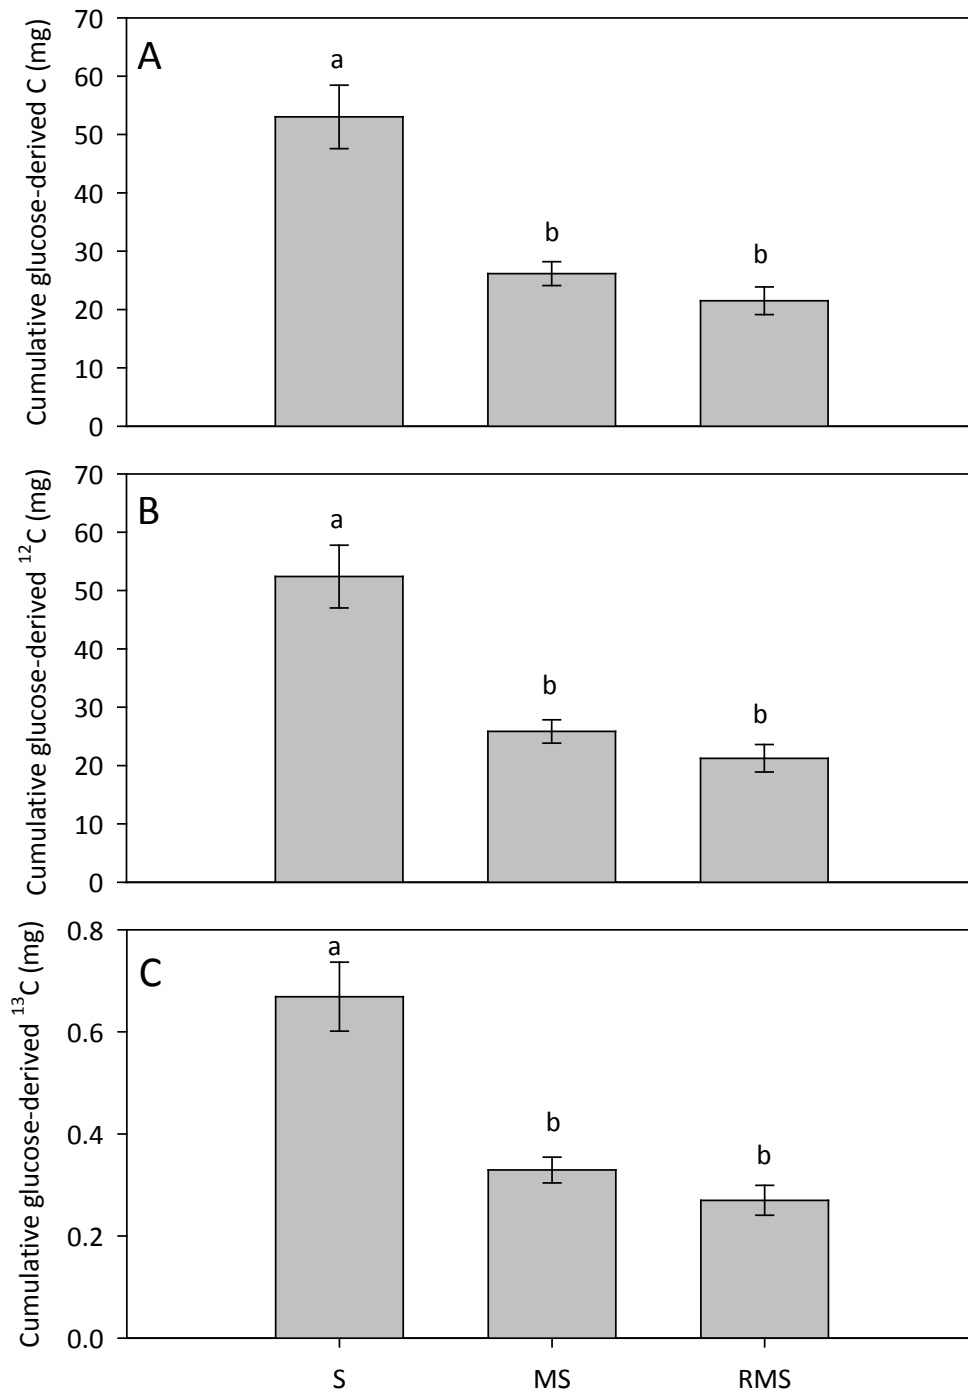 Cumulative glucose-derived C (mg)
70
60
50
40
30
20
10
0
A
a
b
b
Cumulative glucose-derived ¹²C (mg)
70
60
50
40
30
20
10
0
B
a
b
b
Cumulative glucose-derived ¹³C (mg)
0.8
0.6
0.4
0.2
0.0
C
a
b
b
S MS RMS